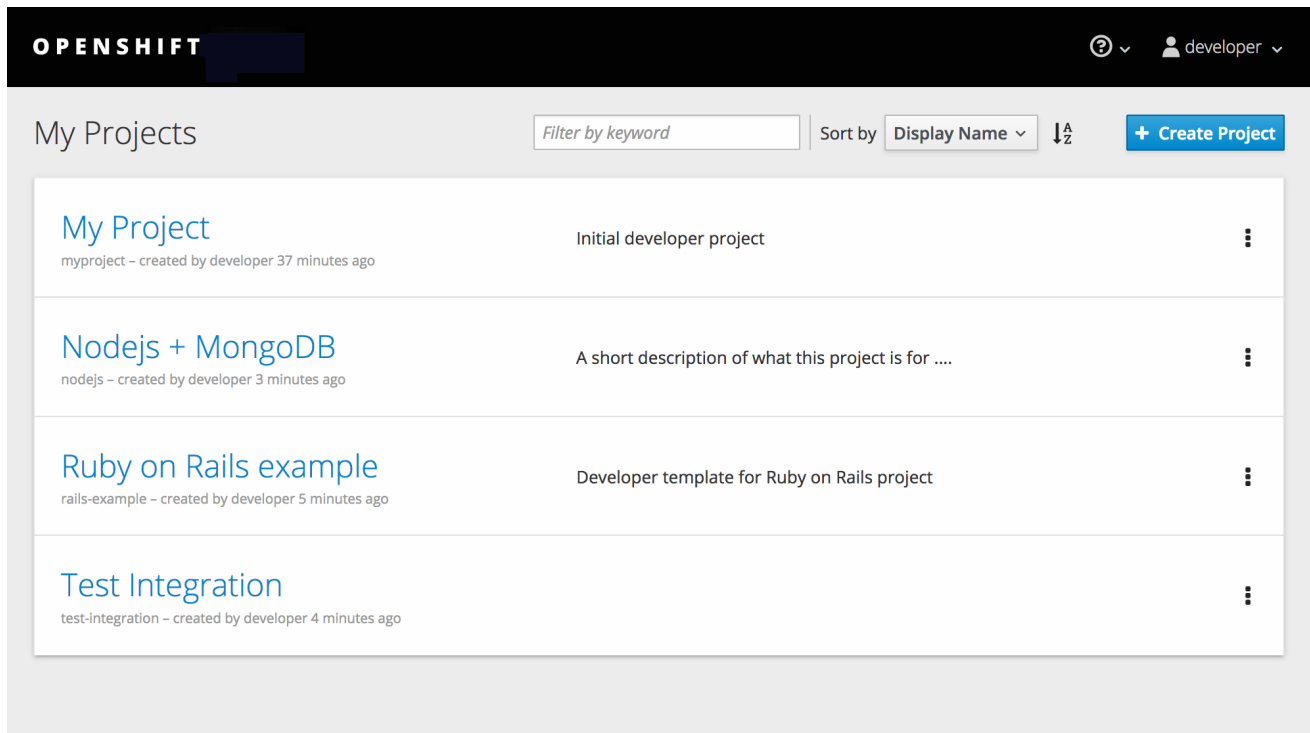 OPENSHIFT
developer
My Projects
Filter by keyword
Sort by
Display Name
A
Z
+ Create Project
My Project
myproject – created by developer 37 minutes ago
Initial developer project
Nodejs + MongoDB
nodejs – created by developer 3 minutes ago
A short description of what this project is for ....
Ruby on Rails example
rails-example – created by developer 5 minutes ago
Developer template for Ruby on Rails project
Test Integration
test-integration – created by developer 4 minutes ago